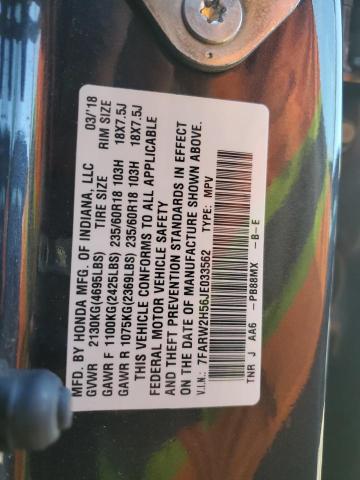 MFD. BY HONDA MFG. OF INDIANA, LLC 03/'18
GVWR 2130KG(4695LBS) TIRE SIZE RIM SIZE
GAWR F 1100KG(2425LBS) 235/60R18 103H 18X7.5J
GAWR R 1075KG(2369LBS) 235/60R18 103H 18X7.5J
THIS VEHICLE CONFORMS TO ALL APPLICABLE
FEDERAL MOTOR VEHICLE SAFETY
AND THEFT PREVENTION STANDARDS IN EFFECT
ON THE DATE OF MANUFACTURE SHOWN ABOVE.
V.I.N.: 7FARW2H56JE033562 TYPE: MPV
TNR J AA6 -PB88MX -B-E